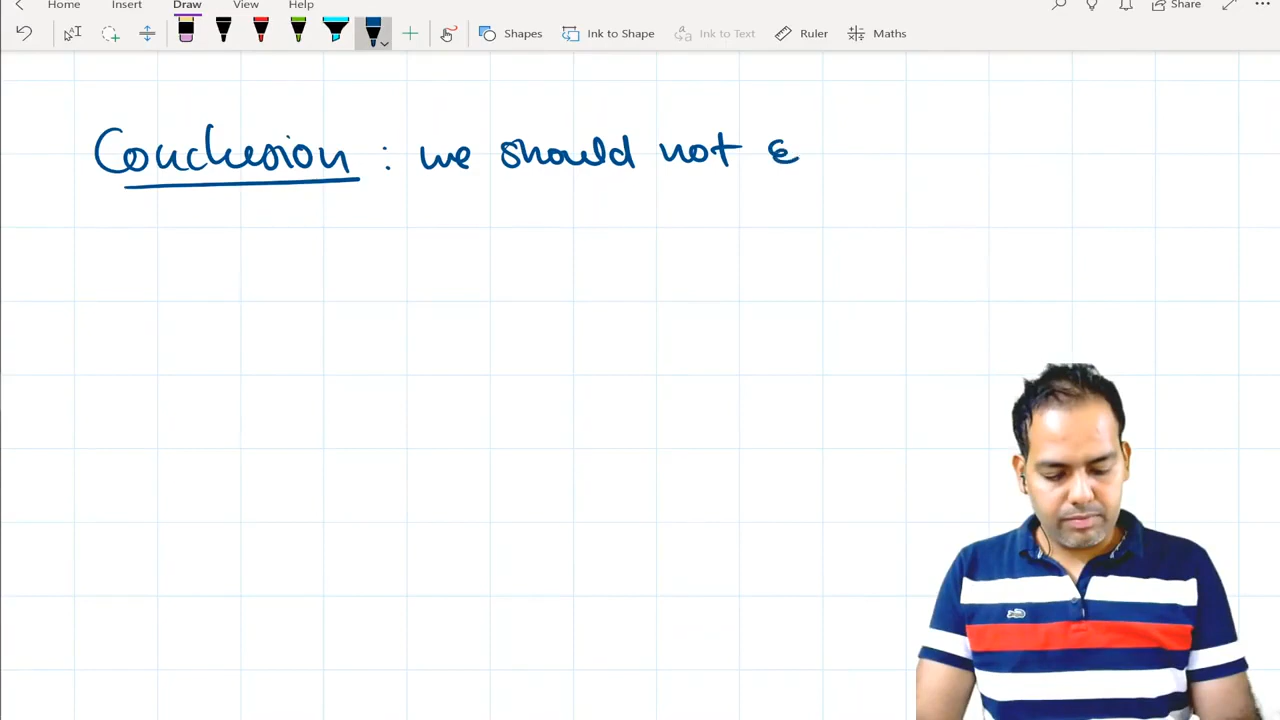 Home Insert Draw View Help Share
Shapes Ink to Shape Ink to Text Ruler Maths
Conclusion : we should not e